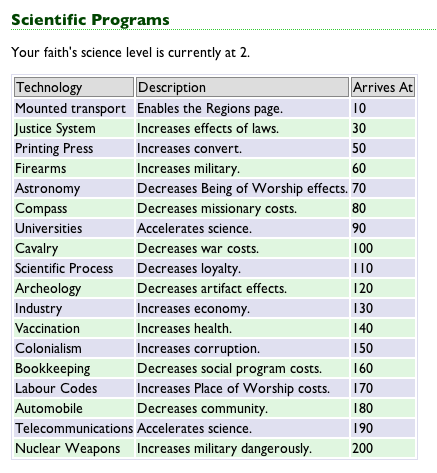 Scientific Programs
Your faith's science level is currently at 2.
Technology Description Arrives At
Mounted transport Enables the Regions page. 10
Justice System Increases effects of laws. 30
Printing Press Increases convert. 50
Firearms Increases military. 60
Astronomy Decreases Being of Worship effects. 70
Compass Decreases missionary costs. 80
Universities Accelerates science. 90
Cavalry Decreases war costs. 100
Scientific Process Decreases loyalty. 110
Archeology Decreases artifact effects. 120
Industry Increases economy. 130
Vaccination Increases health. 140
Colonialism Increases corruption. 150
Bookkeeping Decreases social program costs. 160
Labour Codes Increases Place of Worship costs. 170
Automobile Decreases community. 180
Telecommunications Accelerates science. 190
Nuclear Weapons Increases military dangerously. 200